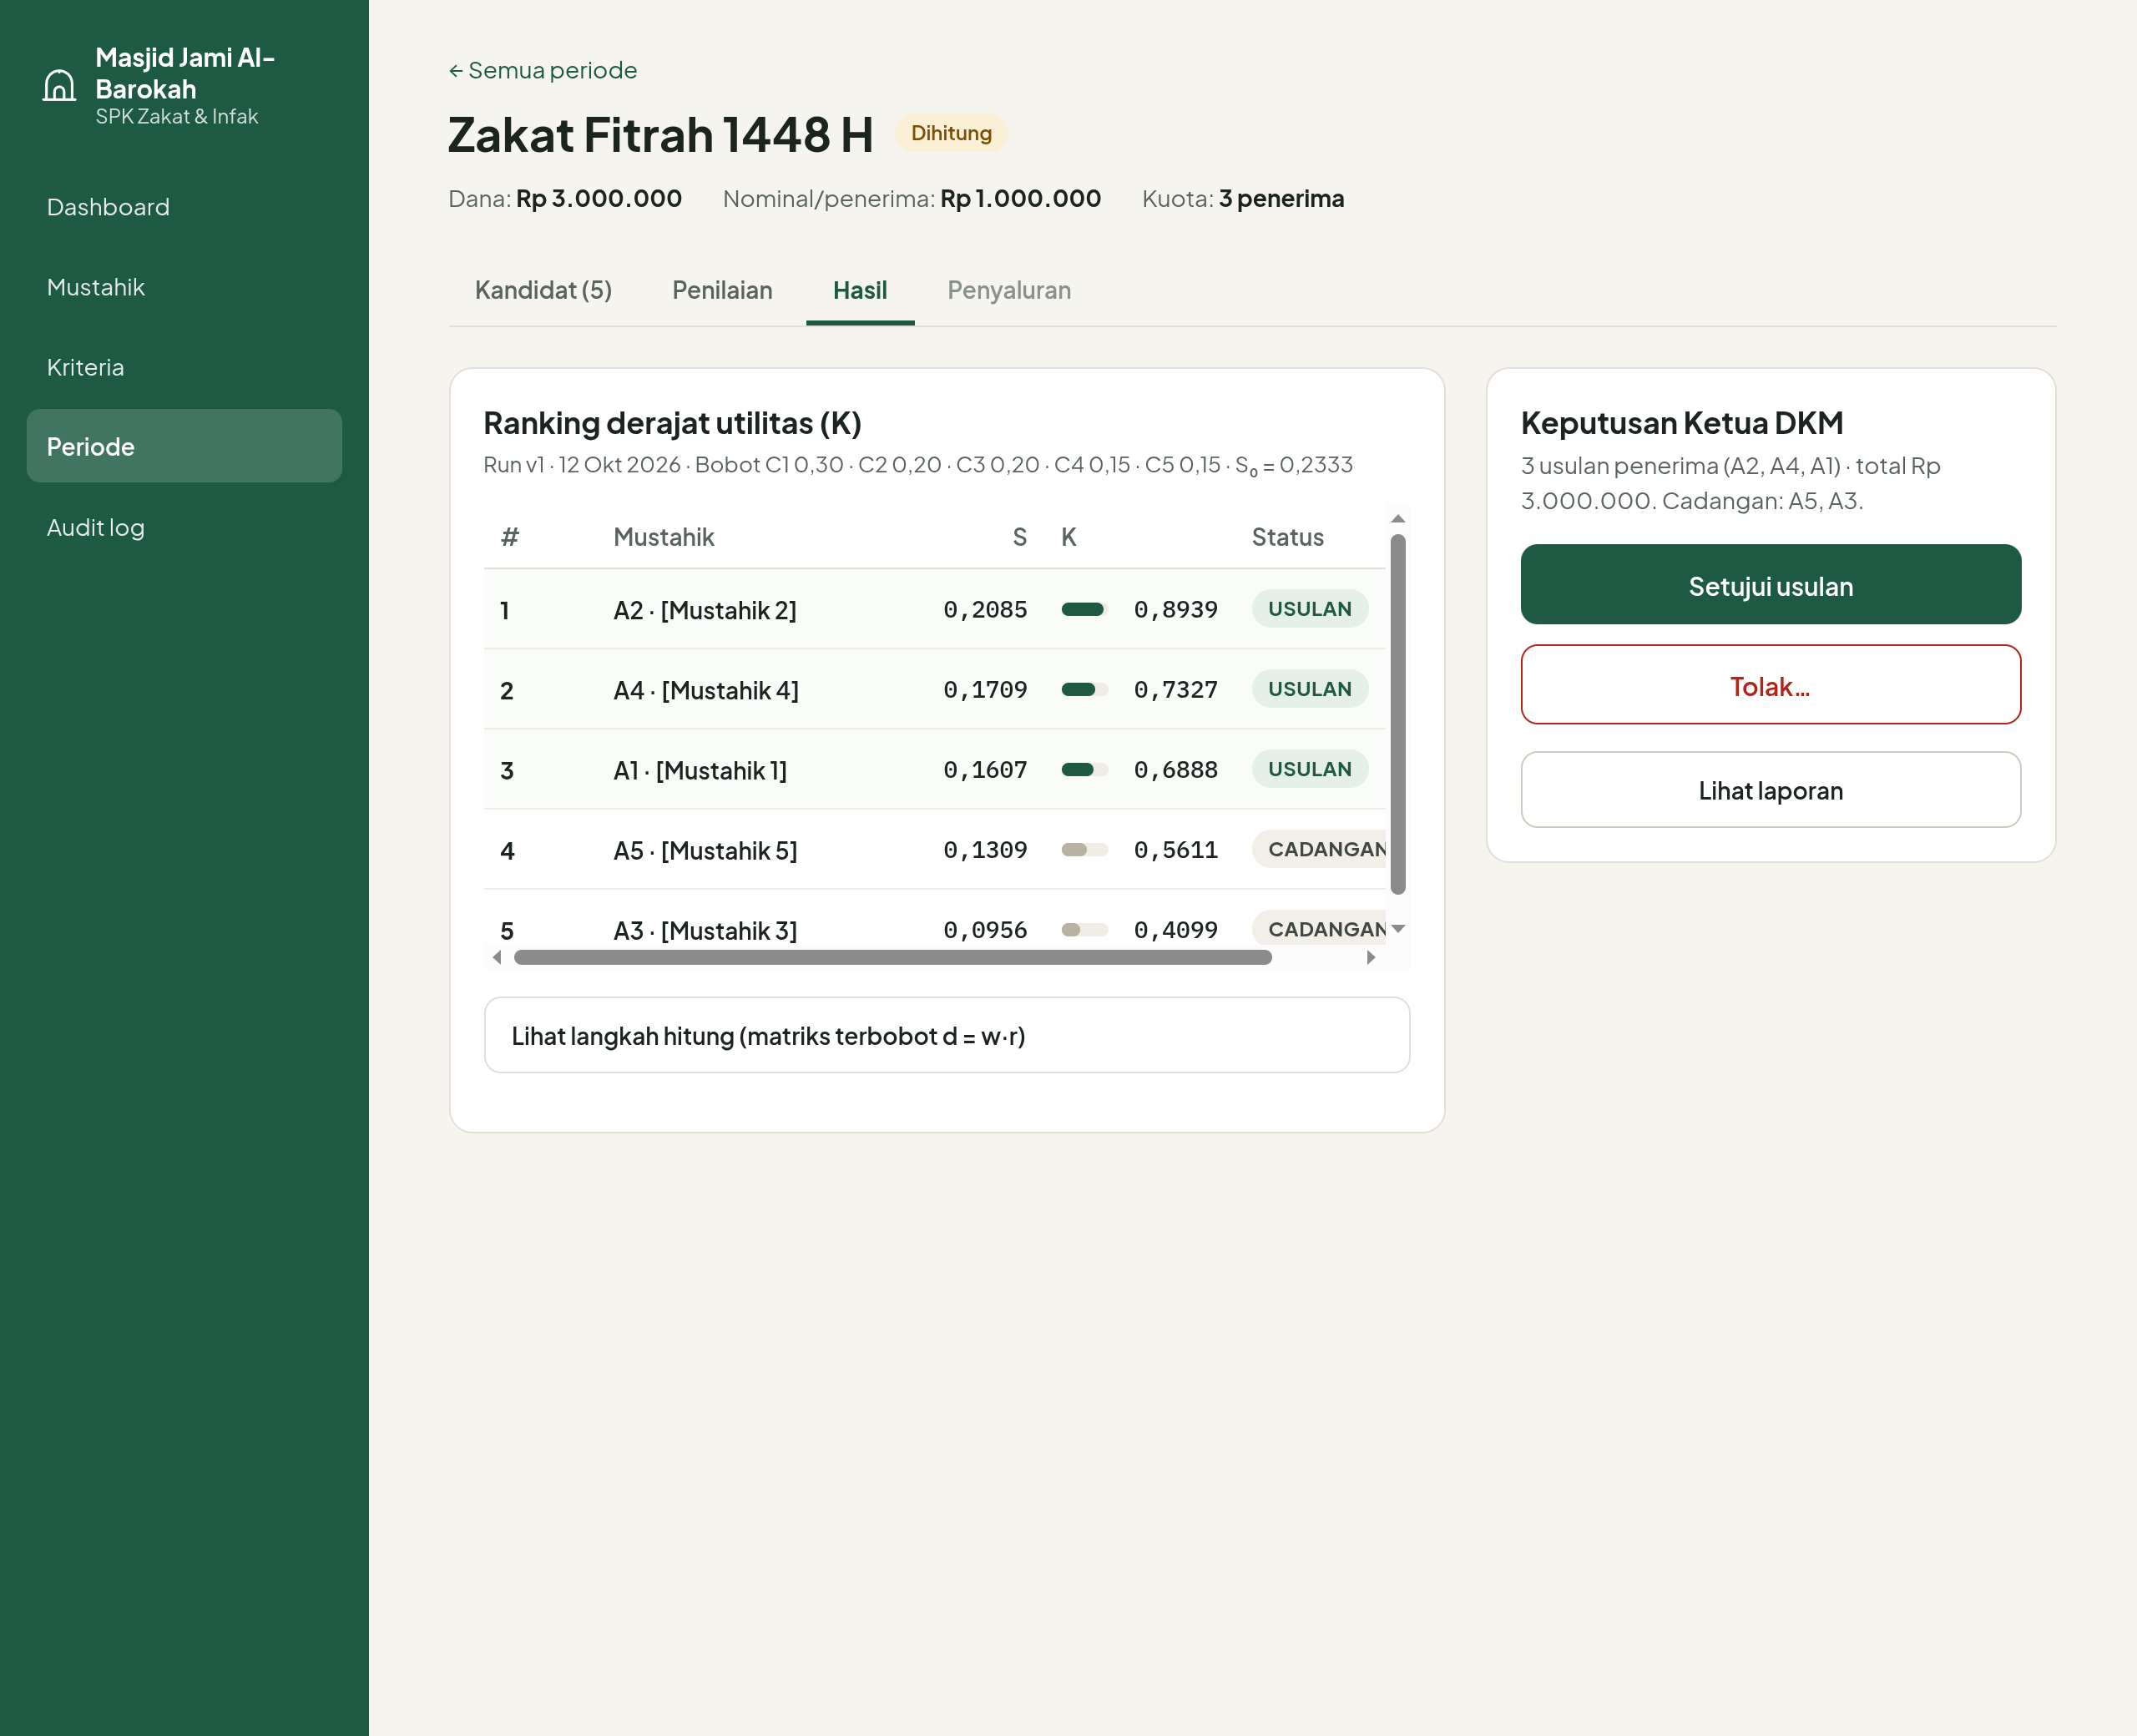 Masjid Jami Al-
Barokah
SPK Zakat & Infak
Dashboard
Mustahik
Kriteria
Periode
Audit log
← Semua periode
Zakat Fitrah 1448 H Dihitung
Dana: Rp 3.000.000 Nominal/penerima: Rp 1.000.000 Kuota: 3 penerima
Kandidat (5) Penilaian Hasil Penyaluran
Ranking derajat utilitas (K)
Run v1 · 12 Okt 2026 · Bobot C1 0,30 · C2 0,20 · C3 0,20 · C4 0,15 · C5 0,15 · S₀ = 0,2333
# Mustahik S K Status
1 A2 · [Mustahik 2] 0,2085 0,8939 USULAN
2 A4 · [Mustahik 4] 0,1709 0,7327 USULAN
3 A1 · [Mustahik 1] 0,1607 0,6888 USULAN
4 A5 · [Mustahik 5] 0,1309 0,5611 CADANGAN
5 A3 · [Mustahik 3] 0,0956 0,4099 CADANGAN
Lihat langkah hitung (matriks terbobot d = w·r)
Keputusan Ketua DKM
3 usulan penerima (A2, A4, A1) · total Rp
3.000.000. Cadangan: A5, A3.
Setujui usulan
Tolak…
Lihat laporan